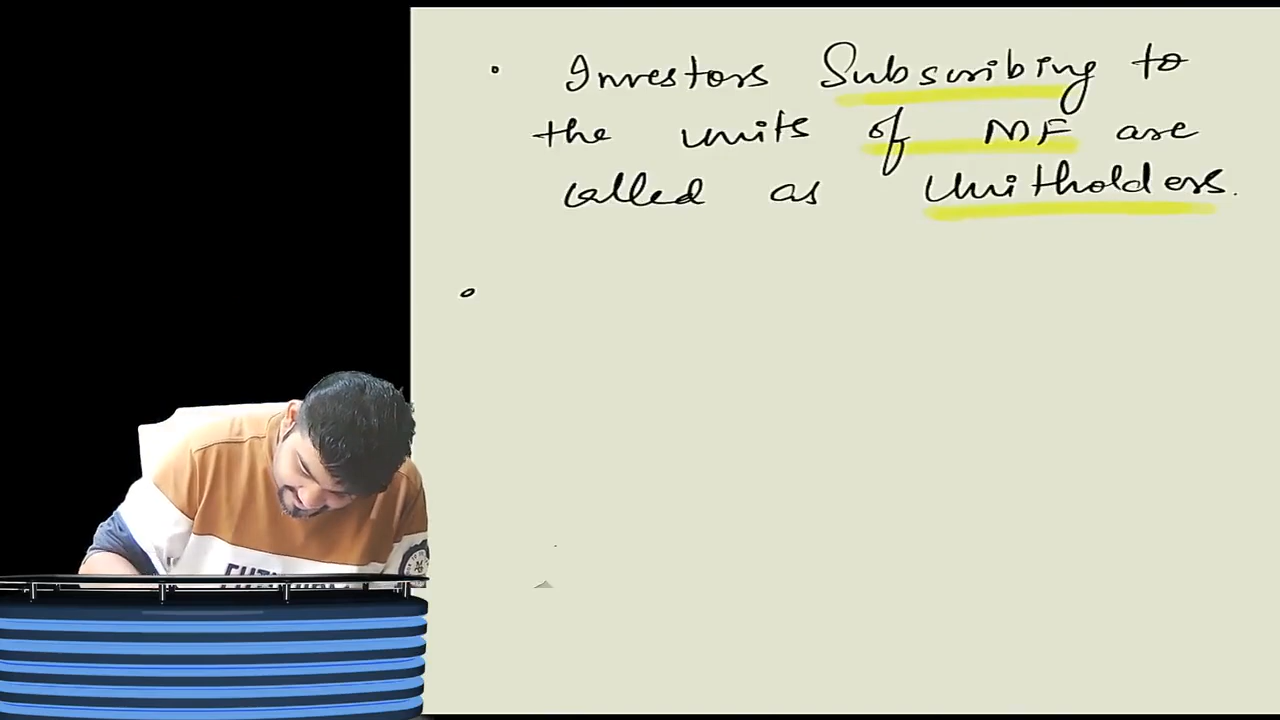 • Investors Subscribing to
the units of MF are
called as Unitholders.
•